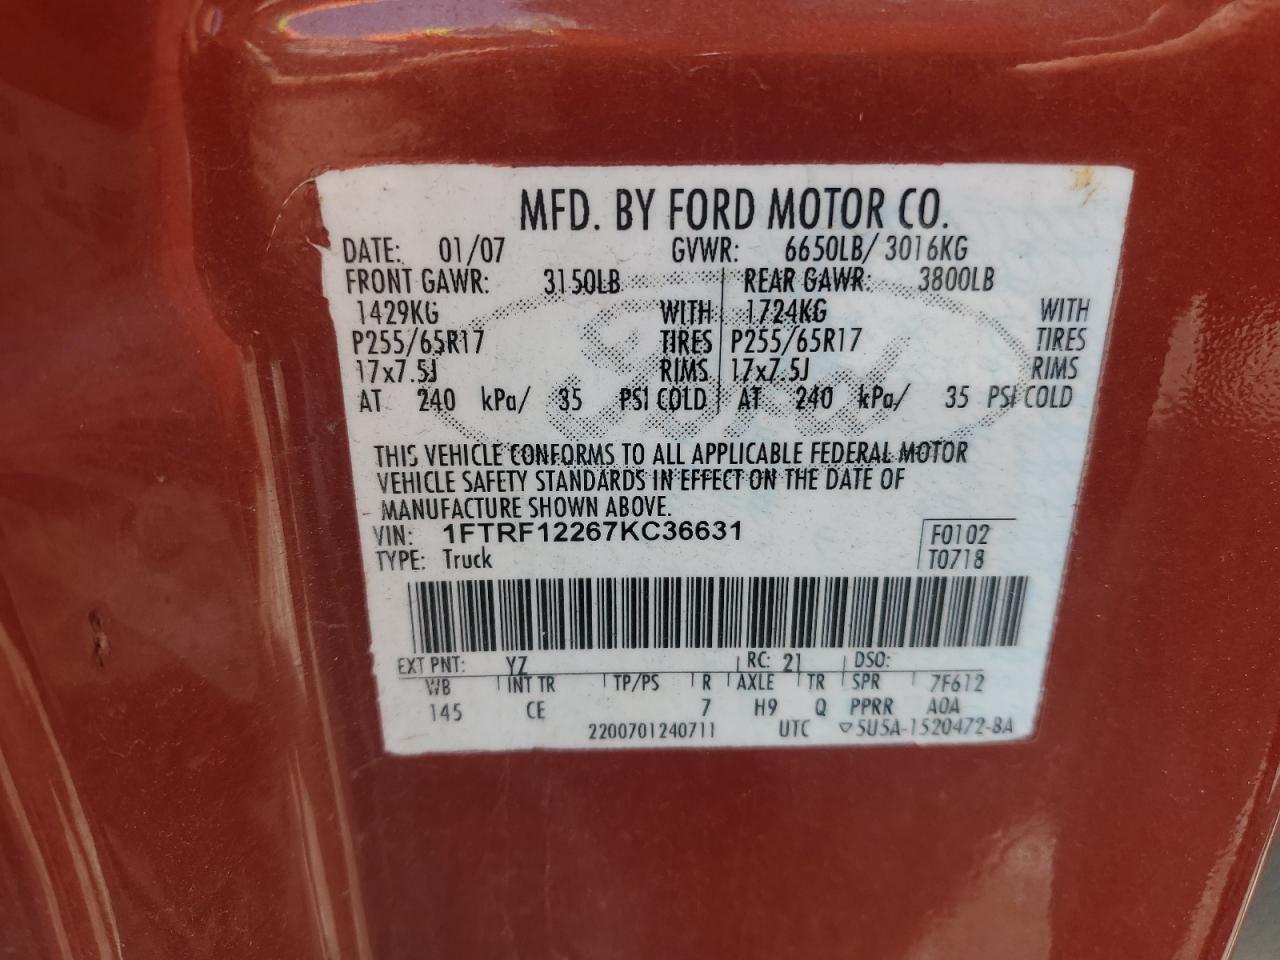 MFD. BY FORD MOTOR CO.
DATE: 01/07 GVWR: 6650LB/ 3016KG
FRONT GAWR: 3150LB REAR GAWR: 3800LB
1429KG WITH 1724KG WITH
P255/65R17 TIRES P255/65R17 TIRES
17x7.5J RIMS 17x7.5J RIMS
AT 240 kPa/ 35 PSI COLD AT 240 kPa/ 35 PSI COLD
Ford
THIS VEHICLE CONFORMS TO ALL APPLICABLE FEDERAL MOTOR
VEHICLE SAFETY STANDARDS IN EFFECT ON THE DATE OF
MANUFACTURE SHOWN ABOVE.
VIN: 1FTRF12267KC36631 F0102
TYPE: Truck T0718
EXT PNT: YZ RC: 21 DSO:
WB INT TR TP/PS R AXLE TR SPR 7F612
145 CE 7 H9 Q PPRR A0A
2200701240711 UTC ▽5U5A-1520472-BA